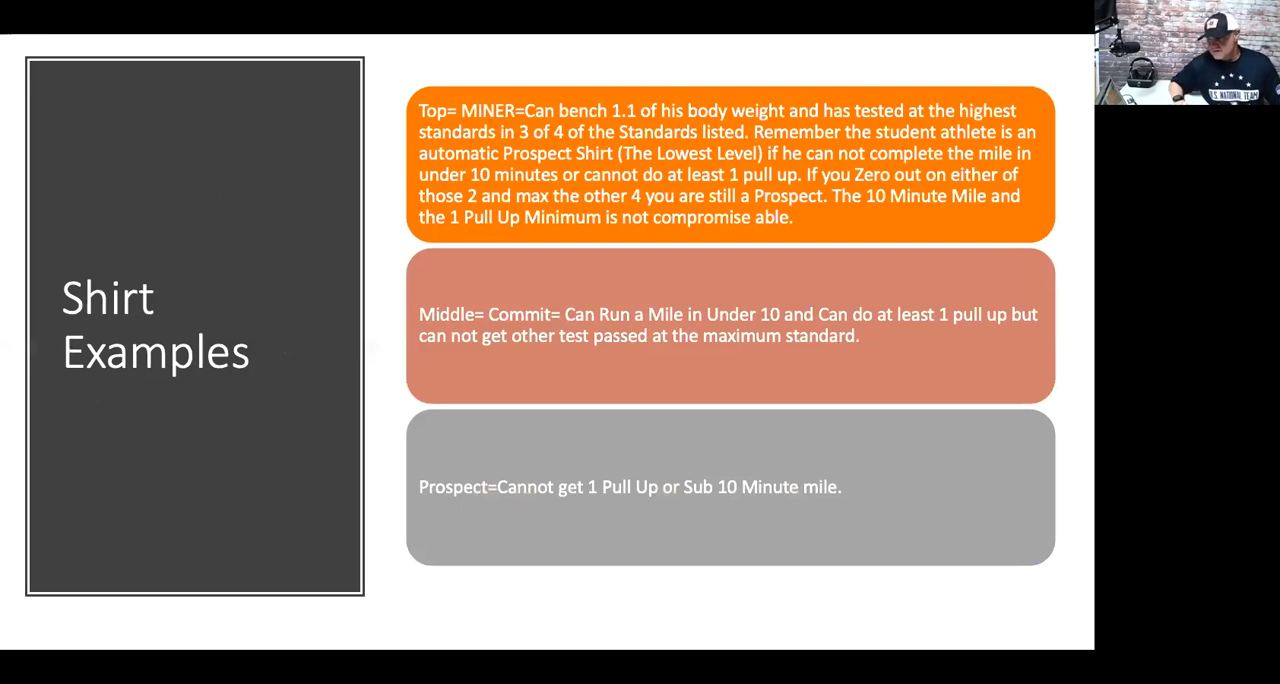 Shirt
Examples
Top= MINER=Can bench 1.1 of his body weight and has tested at the highest
standards in 3 of 4 of the Standards listed. Remember the student athlete is an
automatic Prospect Shirt (The Lowest Level) if he can not complete the mile in
under 10 minutes or cannot do at least 1 pull up. If you Zero out on either of
those 2 and max the other 4 you are still a Prospect. The 10 Minute Mile and
the 1 Pull Up Minimum is not compromise able.
Middle= Commit= Can Run a Mile in Under 10 and Can do at least 1 pull up but
can not get other test passed at the maximum standard.
Prospect=Cannot get 1 Pull Up or Sub 10 Minute mile.
U.S. NATIONAL TEAM